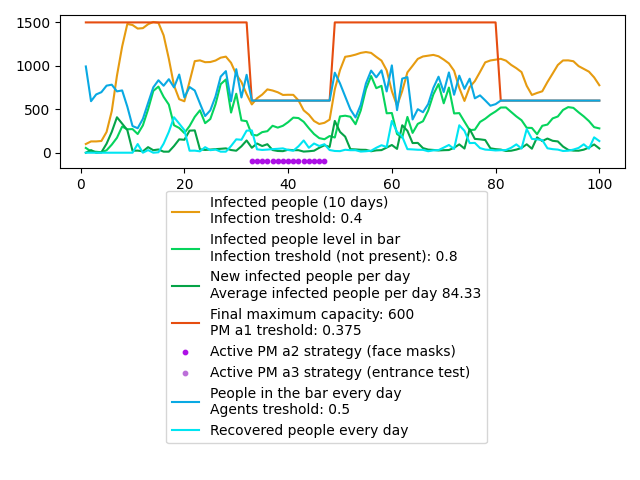 1500
1000
500
0
0 20 40 60 80 100
Infected people (10 days)
Infection treshold: 0.4
Infected people level in bar
Infection treshold (not present): 0.8
New infected people per day
Average infected people per day 84.33
Final maximum capacity: 600
PM a1 treshold: 0.375
Active PM a2 strategy (face masks)
Active PM a3 strategy (entrance test)
People in the bar every day
Agents treshold: 0.5
Recovered people every day